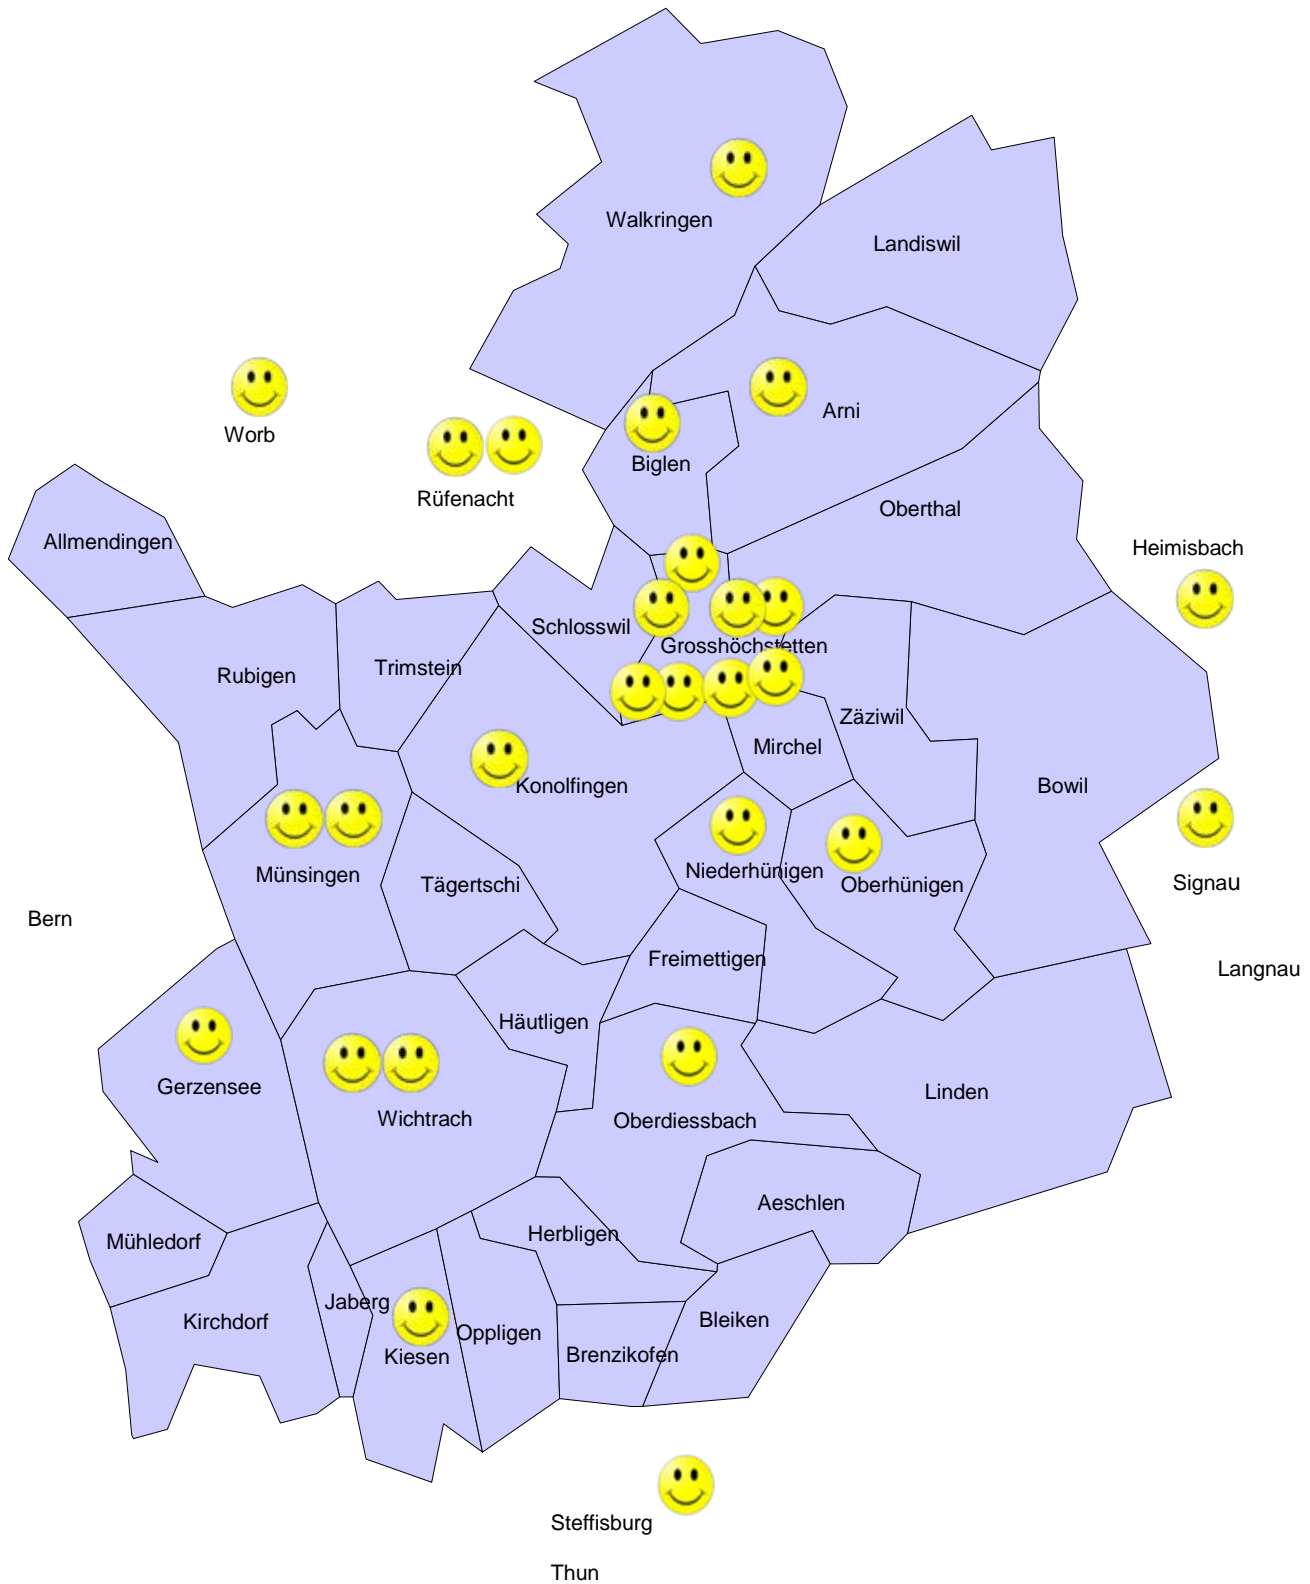 Walkringen
Landiswil
Arni
Worb
Biglen
Rüfenacht
Oberthal
Allmendingen
Heimisbach
Schlosswil
Grosshöchstetten
Trimstein
Rubigen
Zäziwil
Mirchel
Konolfingen
Bowil
Niederhünigen
Münsingen
Tägertschi
Oberhünigen
Signau
Bern
Freimettigen
Langnau
Häutligen
Gerzensee
Linden
Wichtrach
Oberdiessbach
Aeschlen
Herbligen
Mühledorf
Jaberg
Kirchdorf
Bleiken
Oppligen
Brenzikofen
Kiesen
Steffisburg
Thun